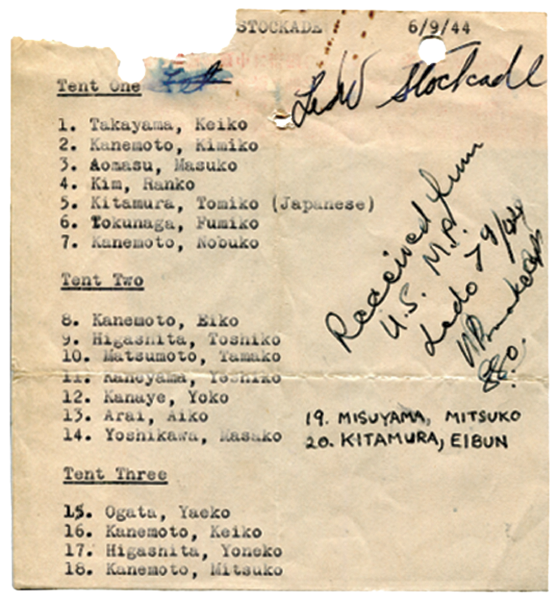 STOCKADE 6/9/44
Ledo Stockade
Tent One
1. Takayama, Keiko
2. Kanemoto, Kimiko
3. Aomasu, Masuko
4. Kim, Ranko
5. Kitamura, Tomiko (Japanese)
6. Tokunaga, Fumiko
7. Kanemoto, Nobuko
Received from
U.S. M.P.
Ledo 7 9/44
Tent Two
8. Kanemoto, Eiko
9. Higashita, Toshiko
10. Matsumoto, Tamako
11. Kaneyama, Yoshiko
12. Kanaye, Yoko
13. Arai, Aiko
14. Yoshikawa, Masako
19. MISUYAMA, MITSUKO
20. KITAMURA, EIBUN
Tent Three
15. Ogata, Yaeko
16. Kanemoto, Keiko
17. Higashita, Yoneko
18. Kanemoto, Mitsuko